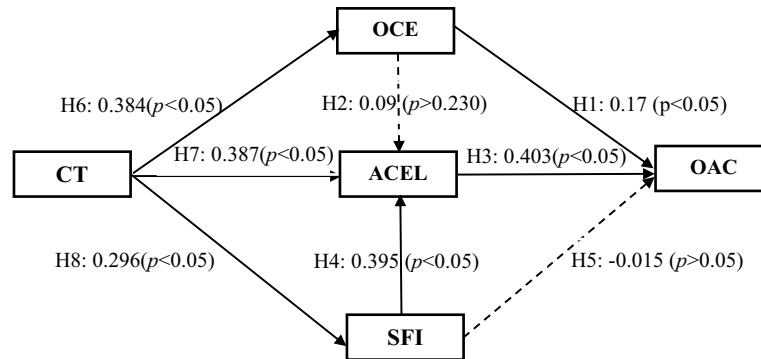 OCE
H6: 0.384(p<0.05)
H2: 0.09 (p>0.230)
H1: 0.17 (p<0.05)
H7: 0.387(p<0.05)
H3: 0.403(p<0.05)
CT
ACEL
OAC
H8: 0.296(p<0.05)
H4: 0.395 (p<0.05)
H5: -0.015 (p>0.05)
SFI